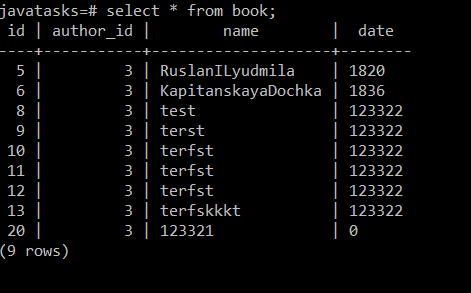 javatasks=# select * from book;
 id | author_id |        name        |  date
----+-----------+--------------------+--------
  5 |         3 | RuslanILyudmila    | 1820
  6 |         3 | KapitanskayaDochka | 1836
  8 |         3 | test               | 123322
  9 |         3 | terst              | 123322
 10 |         3 | terfst             | 123322
 11 |         3 | terfst             | 123322
 12 |         3 | terfst             | 123322
 13 |         3 | terfskkkt          | 123322
 20 |         3 | 123321             | 0
(9 rows)